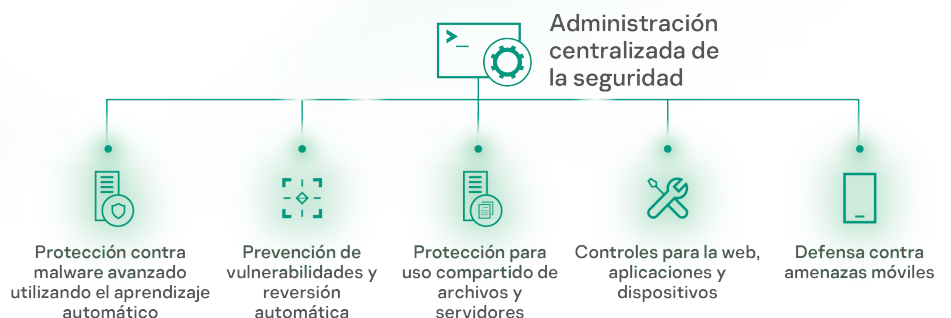 >_
Administración
centralizada de
la seguridad
Protección contra
malware avanzado
utilizando el aprendizaje
automático
Prevención de
vulnerabilidades y
reversión
automática
Protección para
uso compartido de
archivos y
servidores
Controles para la web,
aplicaciones y
dispositivos
Defensa contra
amenazas móviles